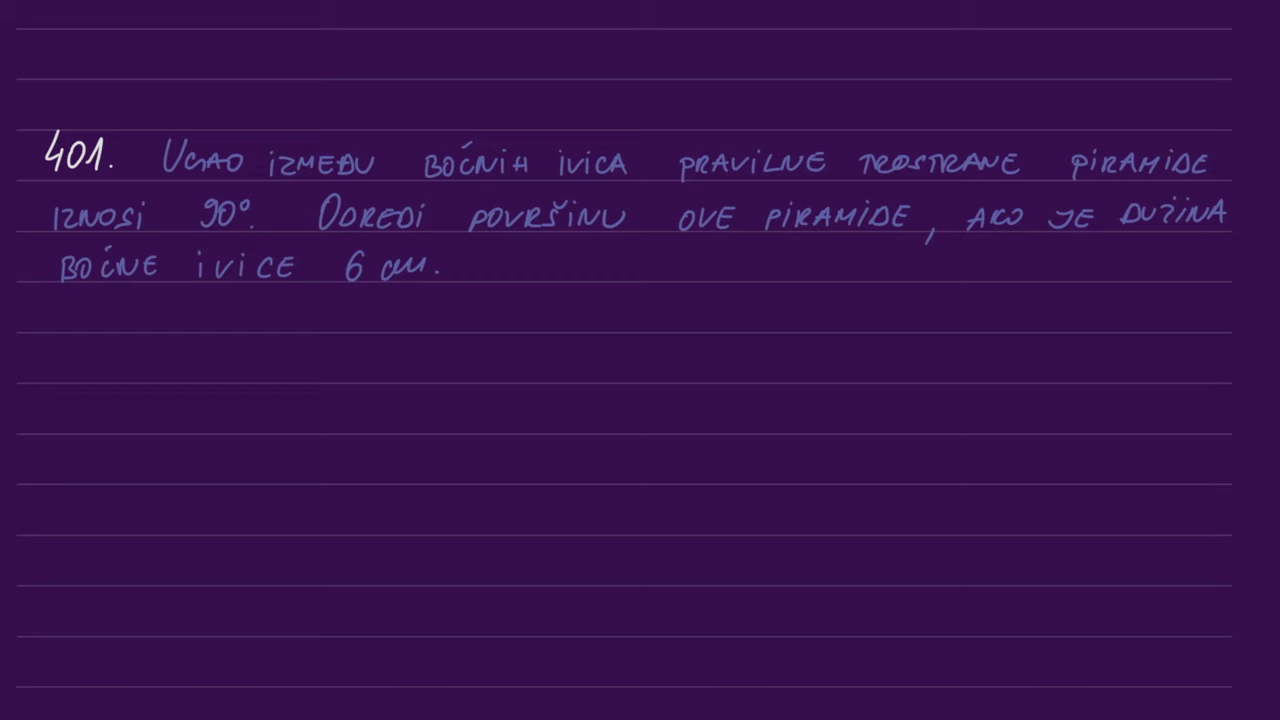 401. UGAO IZMEĐU BOČNIH IVICA PRAVILNE TROSTRANE PIRAMIDE
IZNOSI 90°. ODREDI POVRŠINU OVE PIRAMIDE, AKO JE DUŽINA
BOČNE IVICE 6 cm.